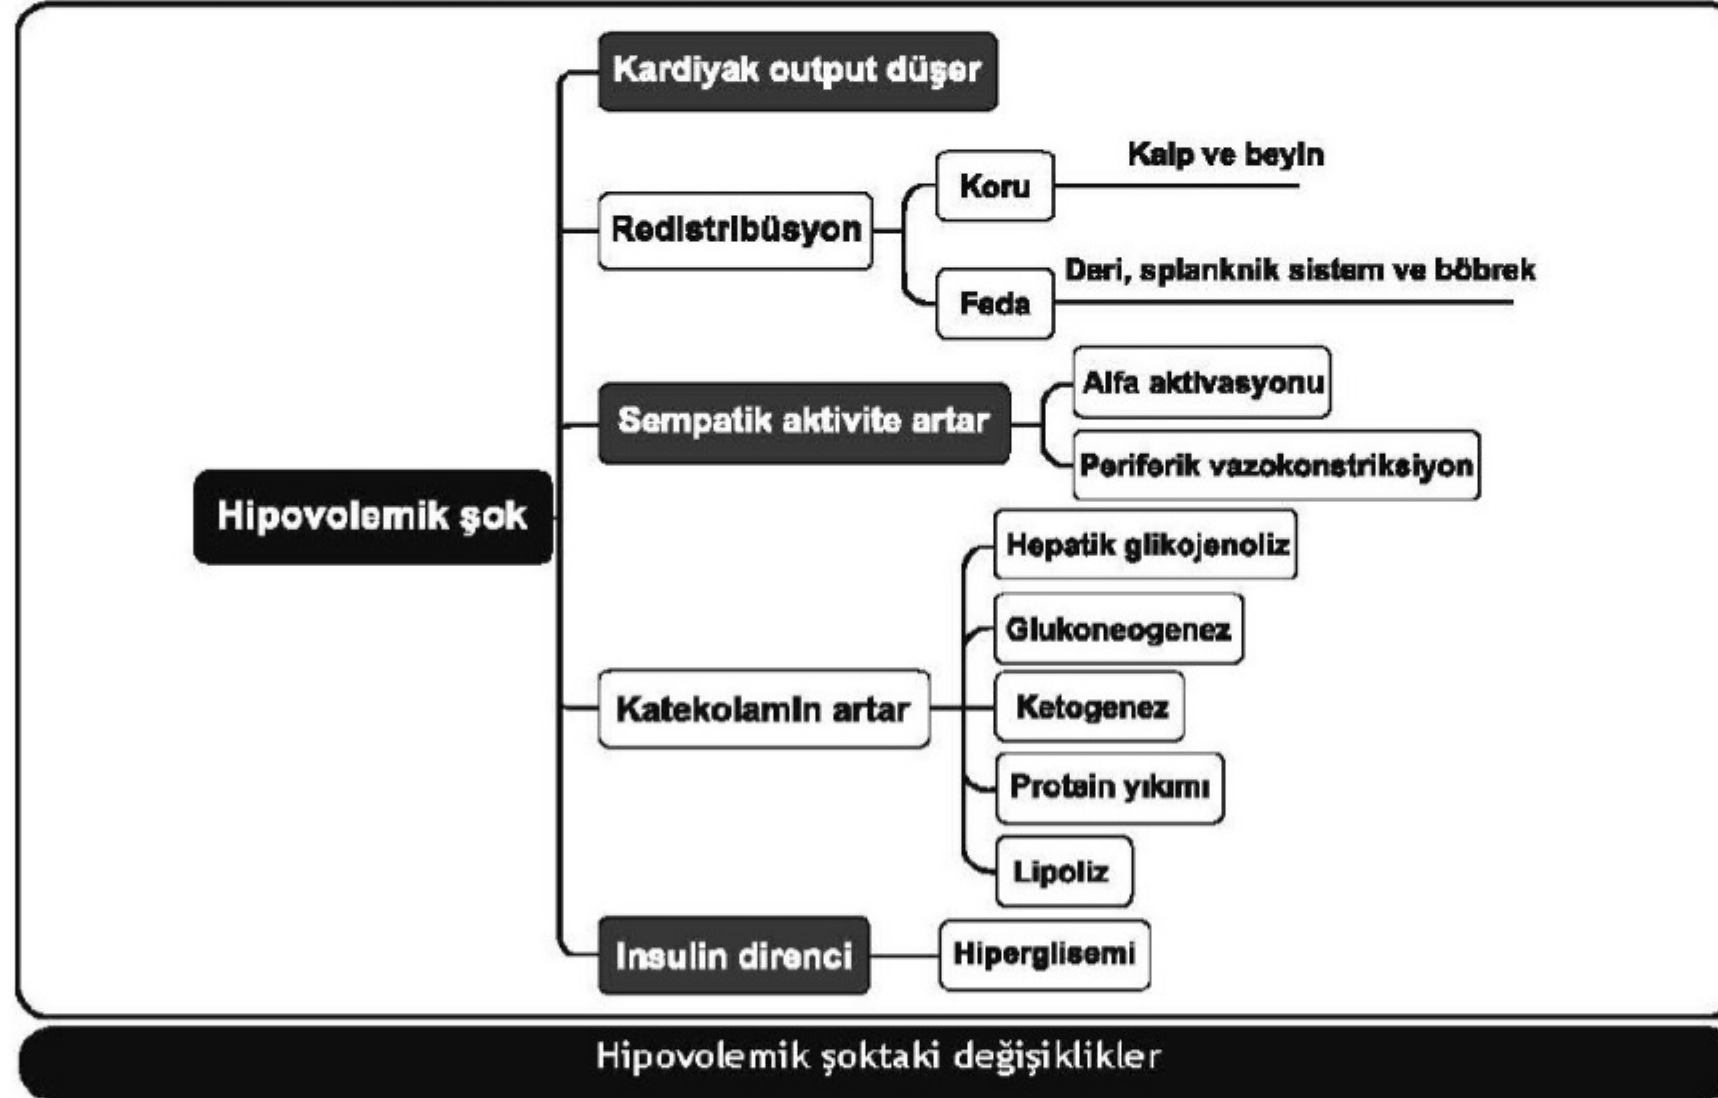 Kardiyak output düşer
Kalp ve beyin
Koru
Redistribüsyon
Deri, splanknik sistem ve böbrek
Feda
Alfa aktivasyonu
Sempatik aktivite artar
Periferik vazokonstriksiyon
Hipovolemik şok
Hepatik glikojenoliz
Glukoneogenez
Katekolamin artar
Ketogenez
Protein yıkımı
Lipoliz
Insulin direnci
Hiperglisemi
Hipovolemik şoktaki değişiklikler